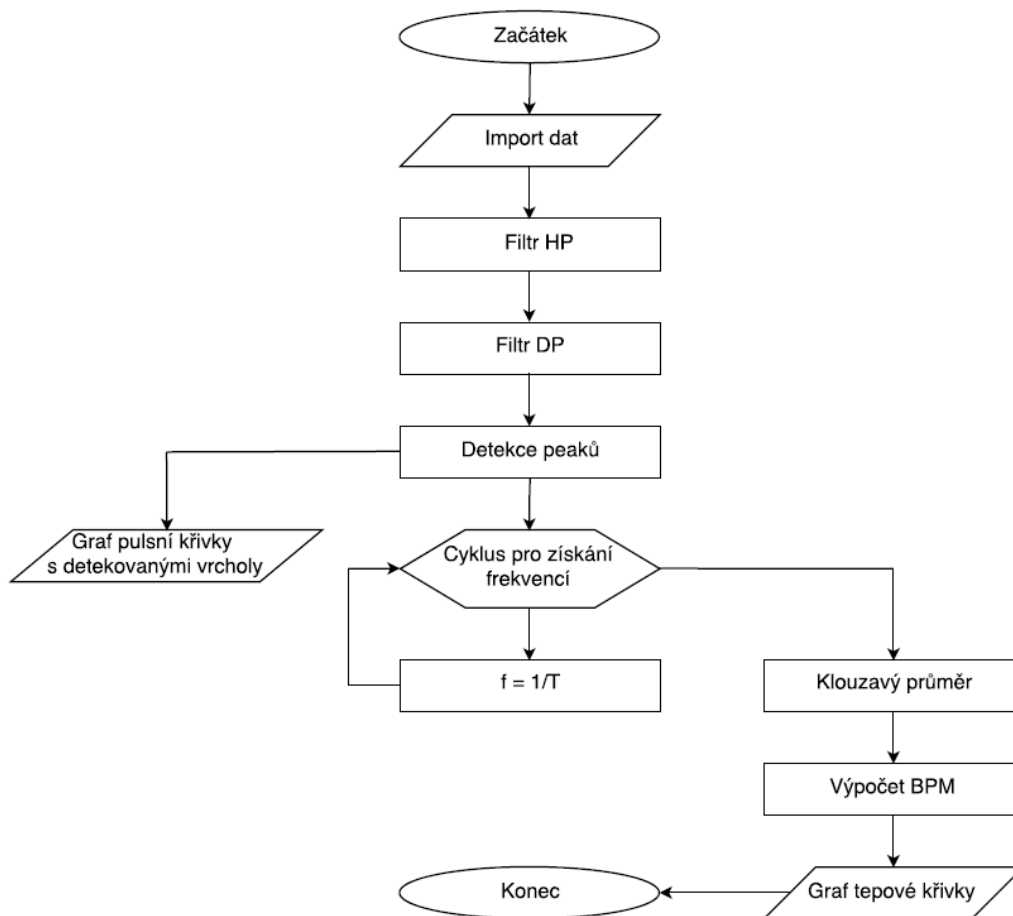 Začátek
Import dat
Filtr HP
Filtr DP
Detekce peaků
Graf pulsní křivky
s detekovanými vrcholy
Cyklus pro získání
frekvencí
f = 1/T
Klouzavý průměr
Výpočet BPM
Graf tepové křivky
Konec